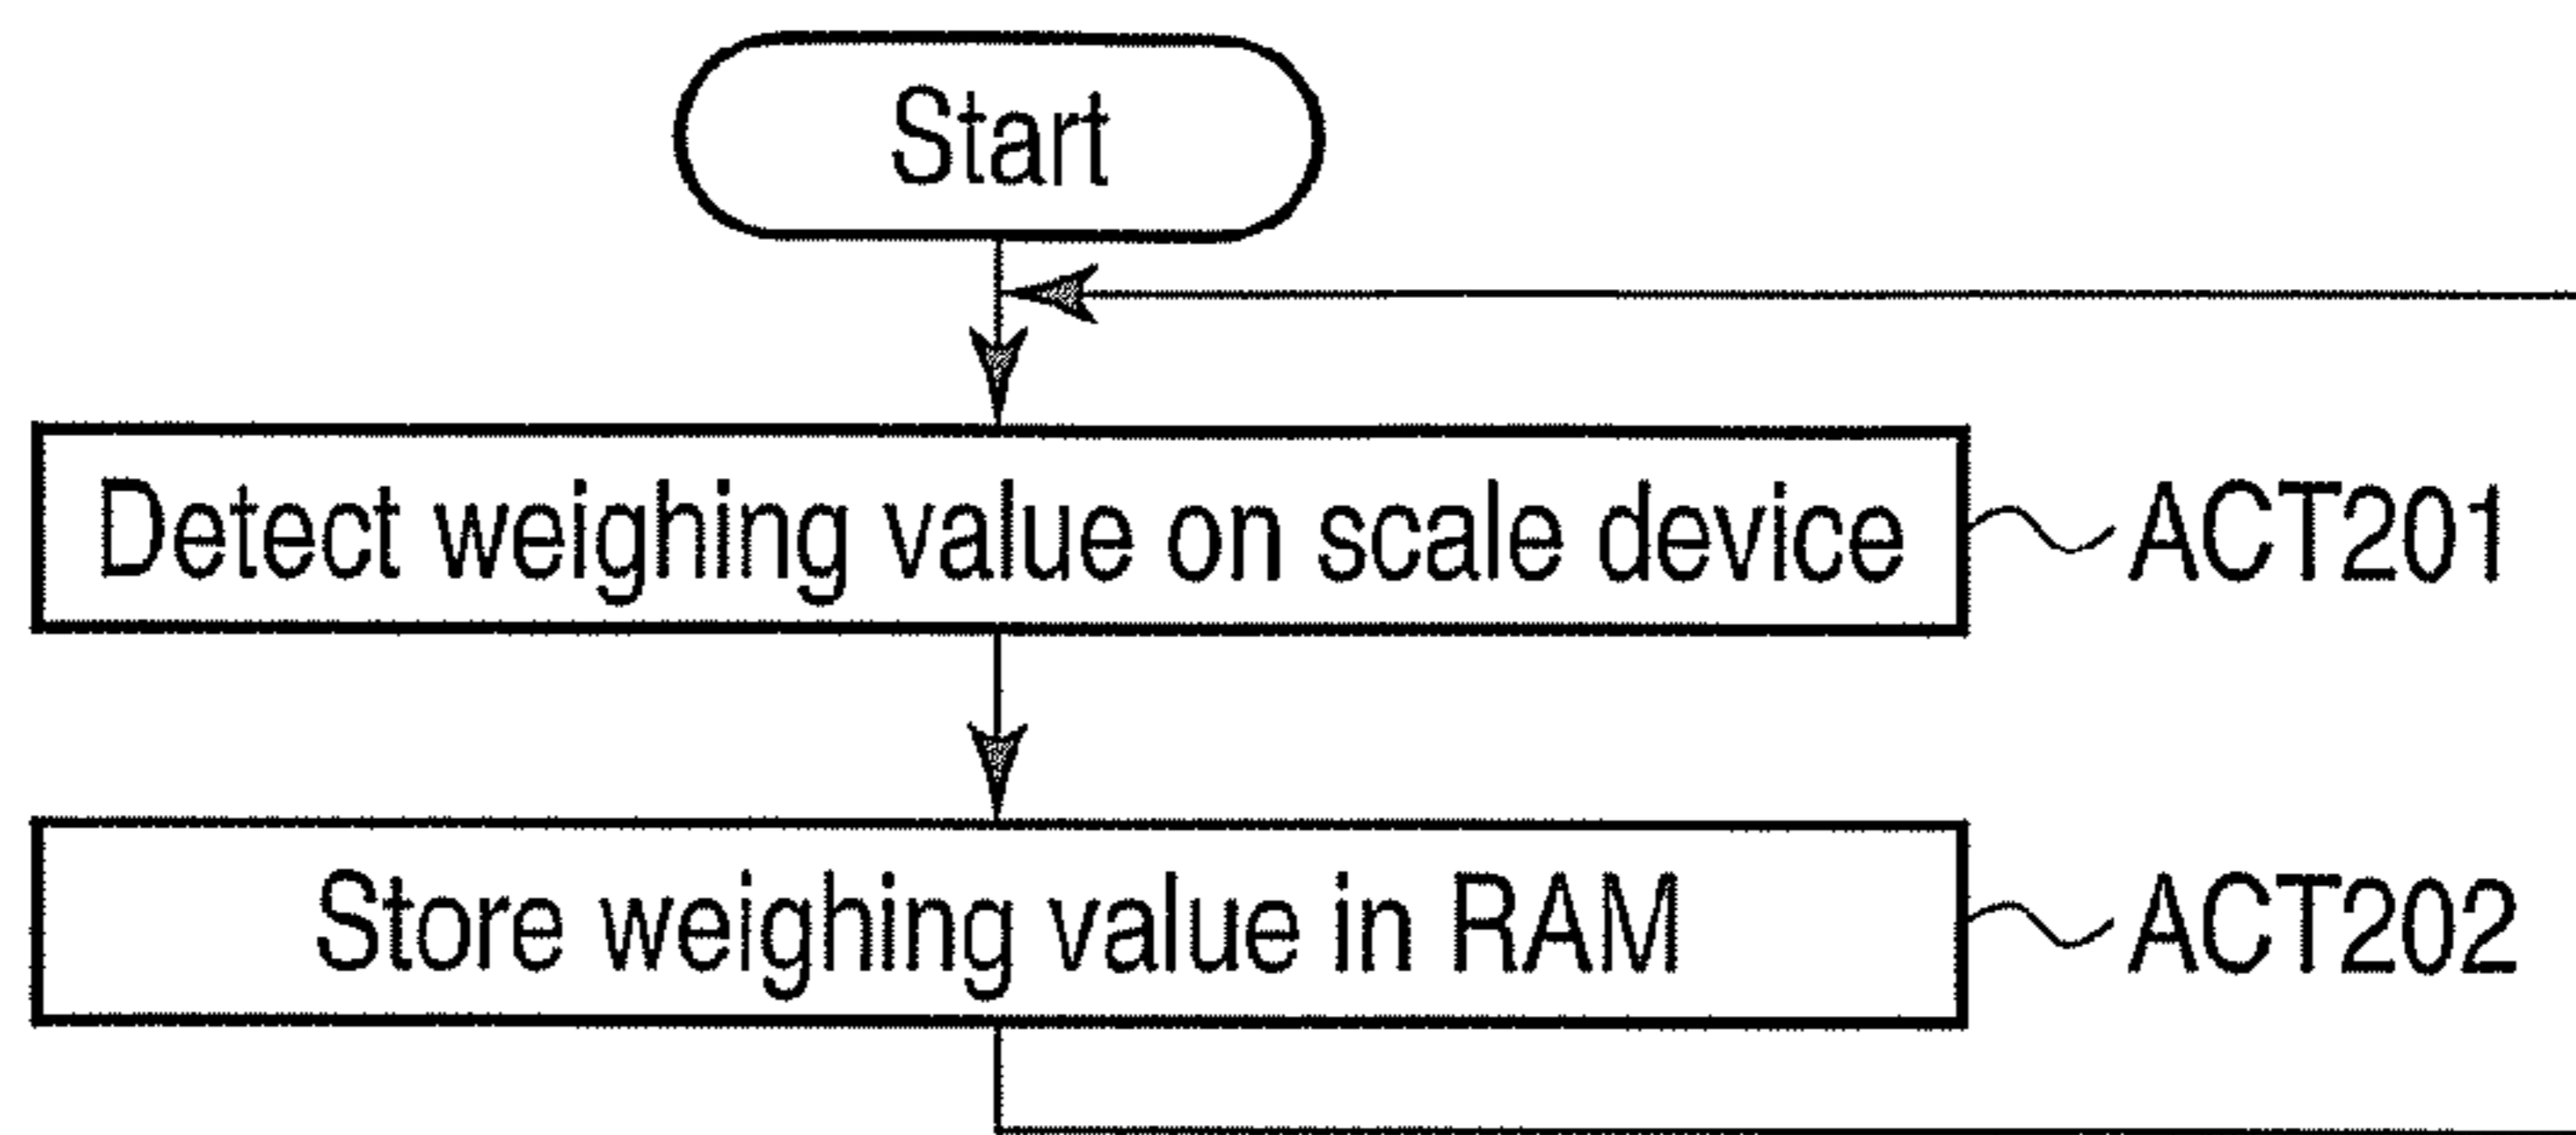 Start
Detect weighing value on scale device
ACT201
Store weighing value in RAM
ACT202